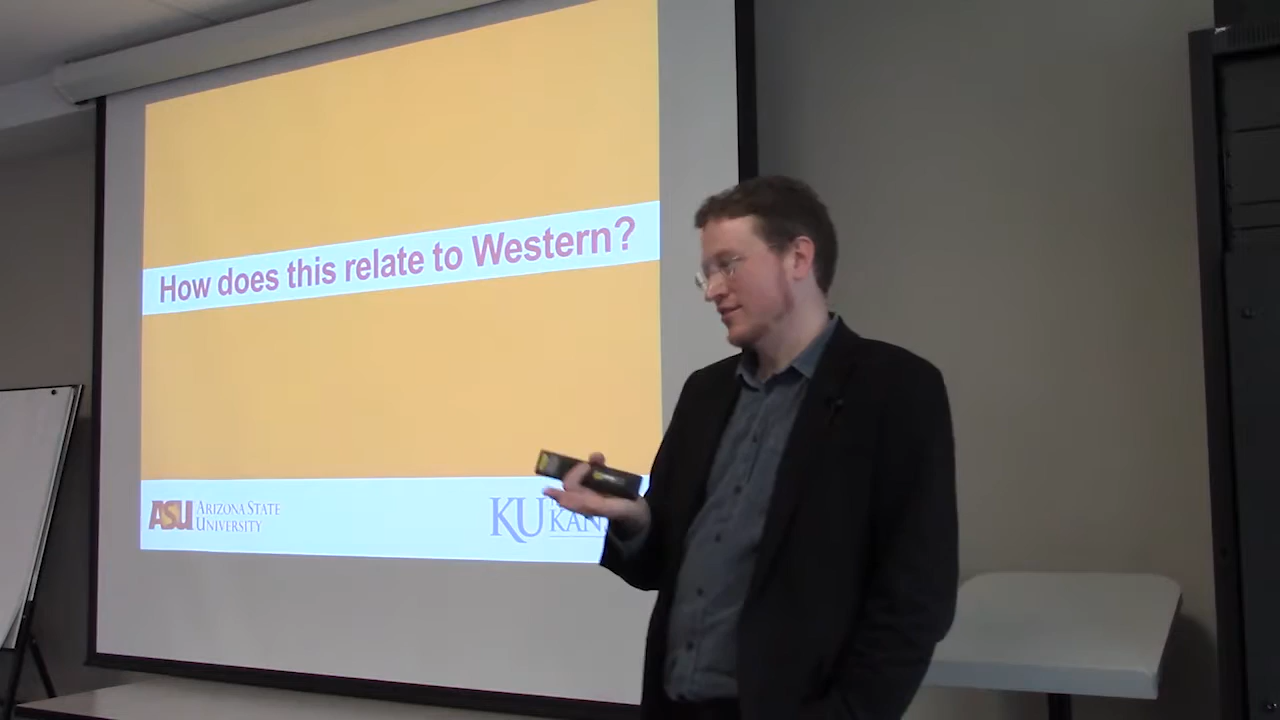 How does this relate to Western?
ASU ARIZONA STATE
UNIVERSITY
KU